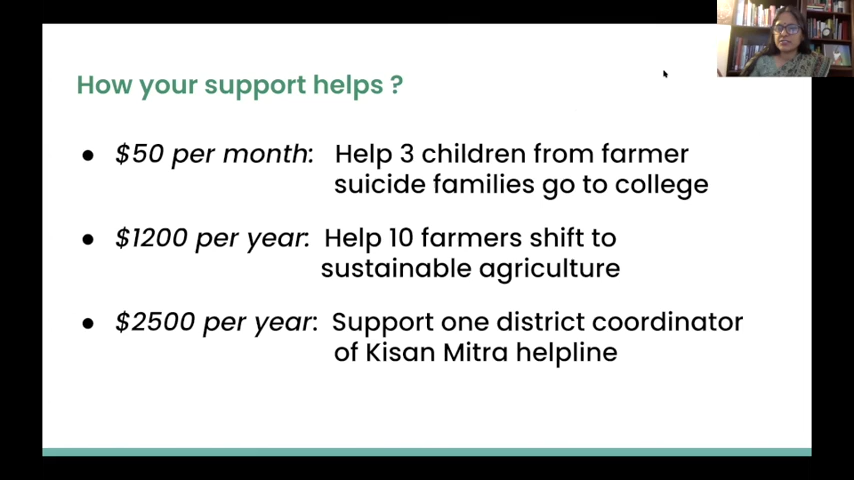 How your support helps ?
● $50 per month: Help 3 children from farmer
suicide families go to college
● $1200 per year: Help 10 farmers shift to
sustainable agriculture
● $2500 per year: Support one district coordinator
of Kisan Mitra helpline